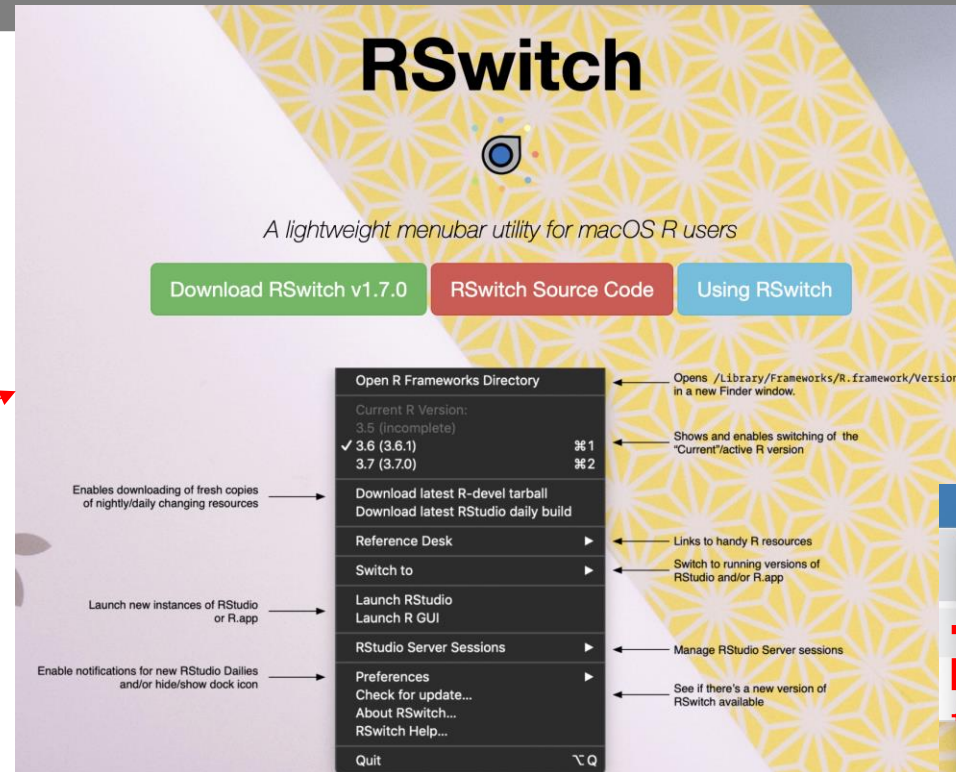 RSwitch
A lightweight menubar utility for macOS R users
Download RSwitch v1.7.0
RSwitch Source Code
Using RSwitch
Open R Frameworks Directory
Opens /Library/Frameworks/R.framework/Version
in a new Finder window.
Current R Version:
3.5 (incomplete)
✓ 3.6 (3.6.1) ⌘1
3.7 (3.7.0) ⌘2
Shows and enables switching of the
"Current"/active R version
Enables downloading of fresh copies
of nightly/daily changing resources
Download latest R-devel tarball
Download latest RStudio daily build
Reference Desk ▶
Links to handy R resources
Switch to ▶
Switch to running versions of
RStudio and/or R.app
Launch new instances of RStudio
or R.app
Launch RStudio
Launch R GUI
RStudio Server Sessions ▶
Manage RStudio Server sessions
Enable notifications for new RStudio Dailies
and/or hide/show dock icon
Preferences ▶
Check for update...
About RSwitch...
RSwitch Help...
See if there's a new version of
RSwitch available
Quit ⌥Q